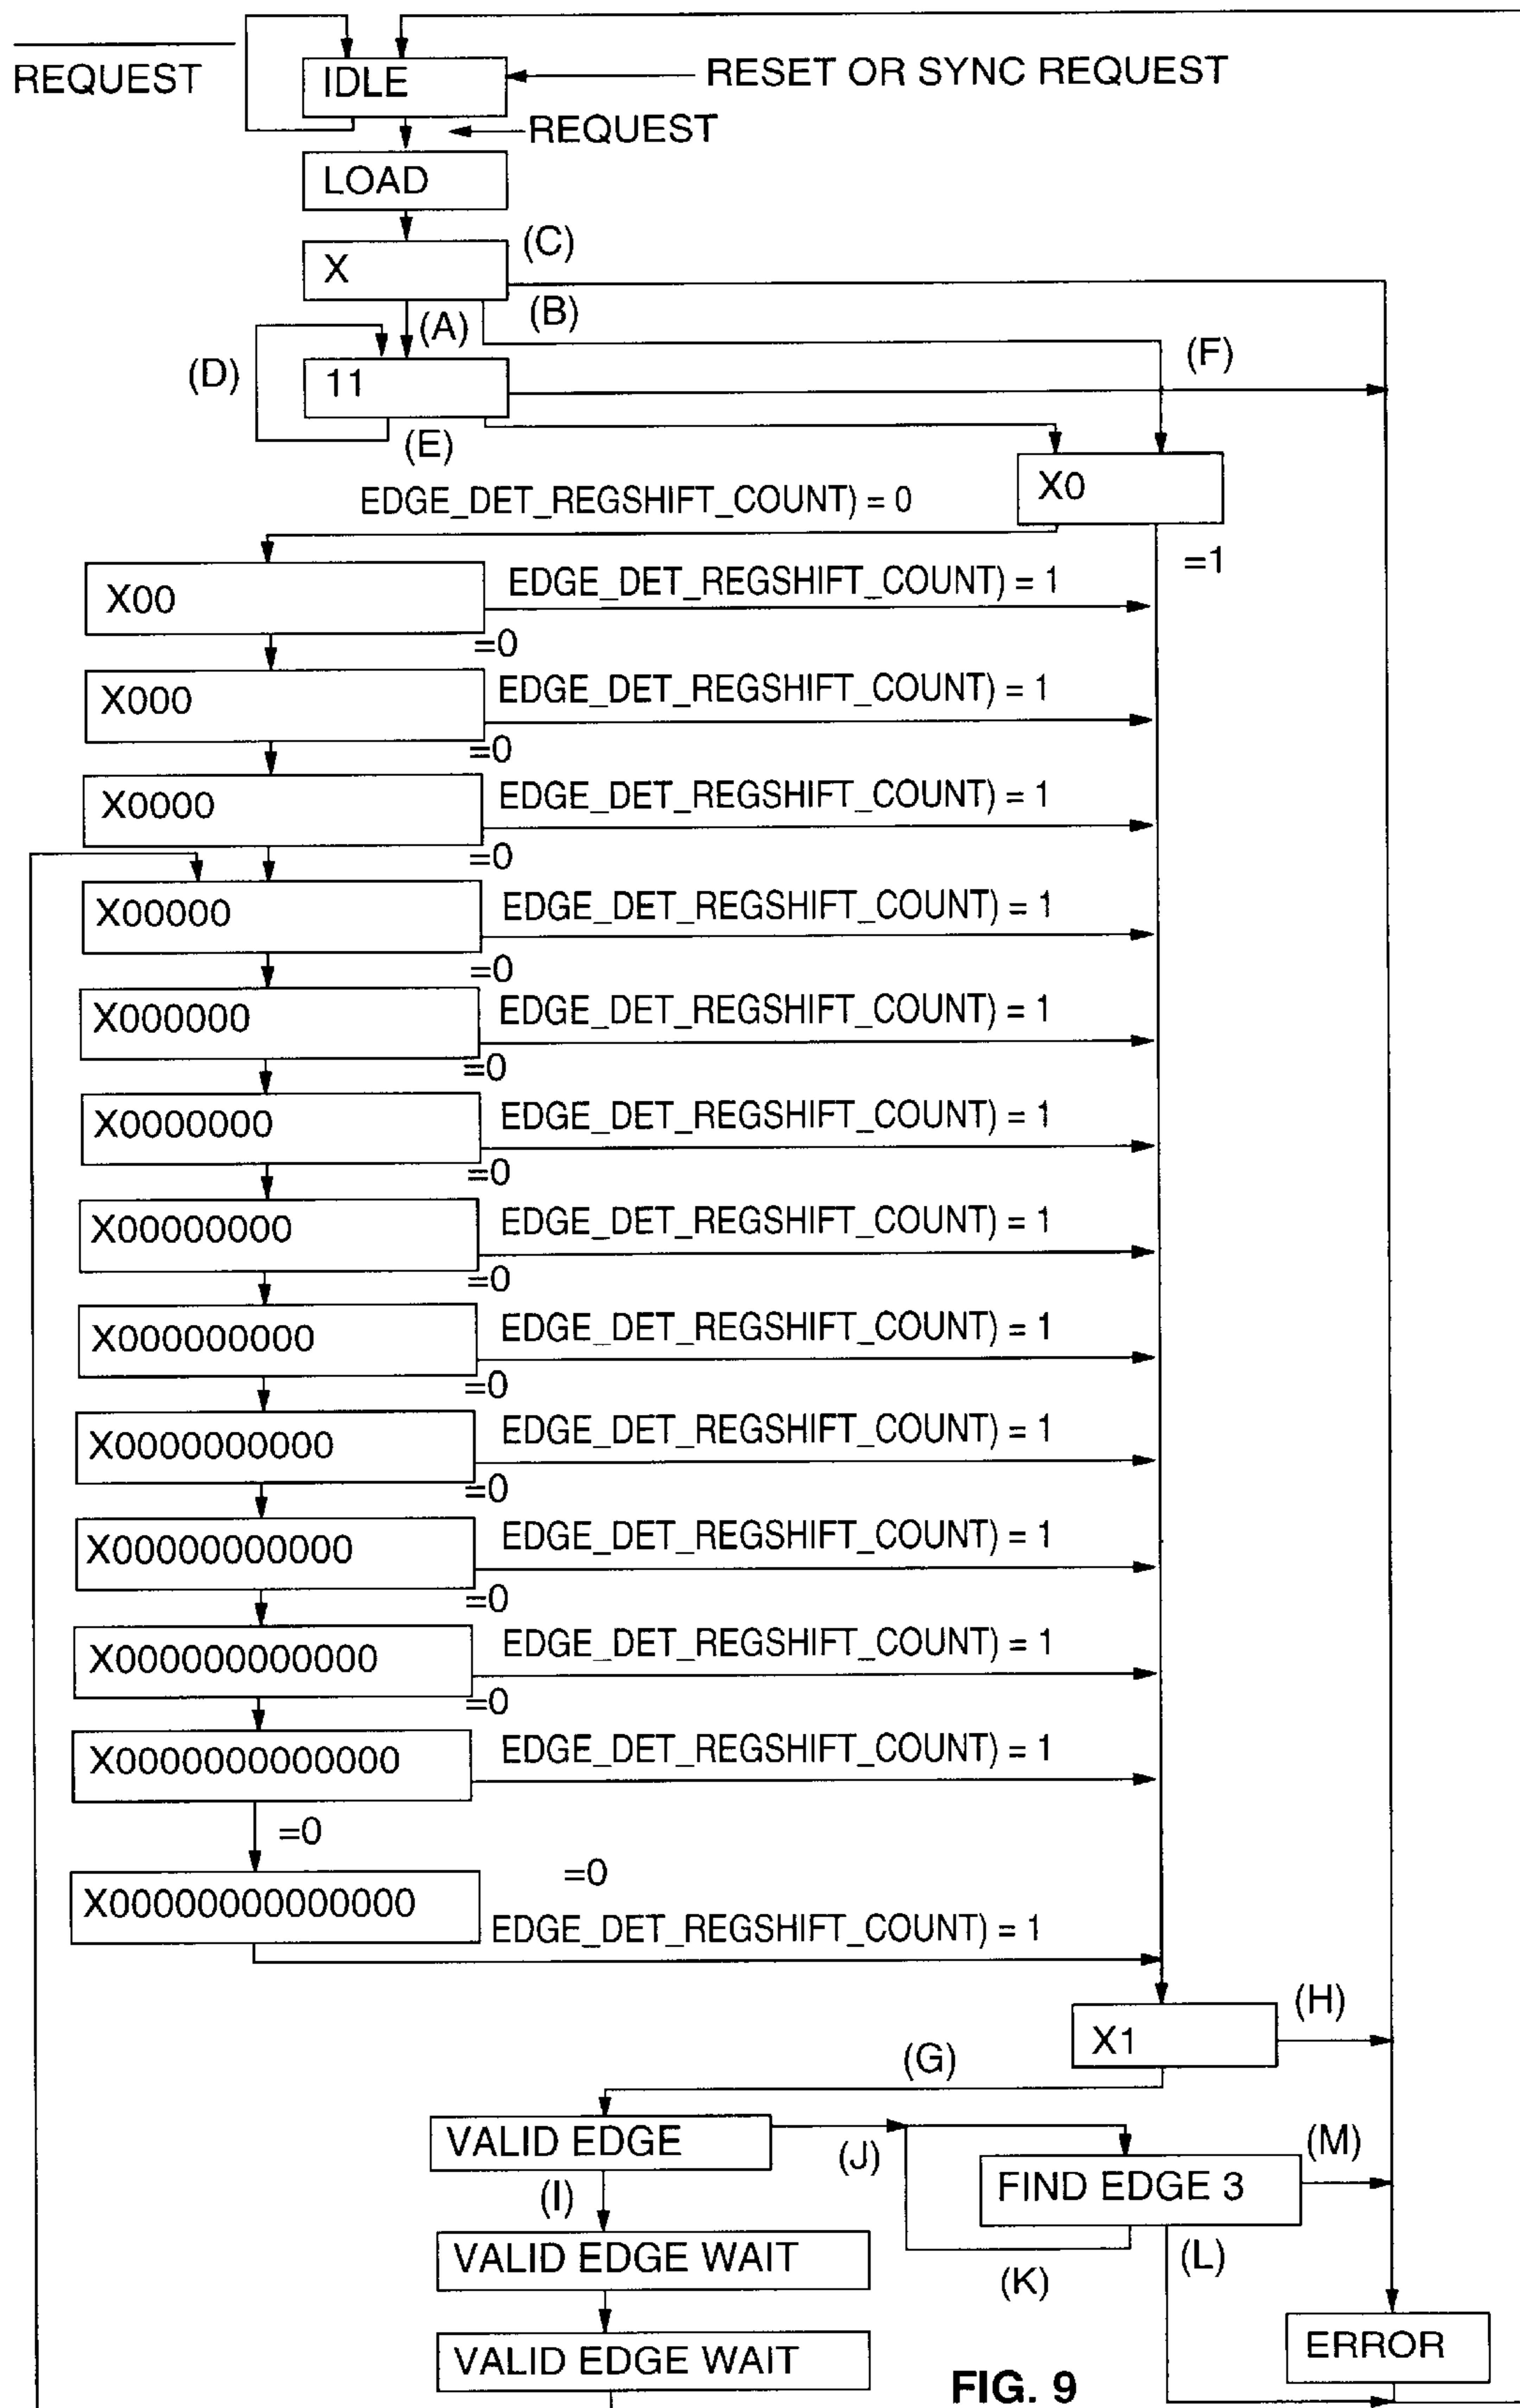 REQUEST
IDLE
RESET OR SYNC REQUEST
REQUEST
LOAD
X
(C)
(B)
(A)
(F)
(D)
11
(E)
X0
EDGE_DET_REGSHIFT_COUNT) = 0
=1
X00
EDGE_DET_REGSHIFT_COUNT) = 1
=0
X000
EDGE_DET_REGSHIFT_COUNT) = 1
=0
X0000
EDGE_DET_REGSHIFT_COUNT) = 1
=0
X00000
EDGE_DET_REGSHIFT_COUNT) = 1
=0
X000000
EDGE_DET_REGSHIFT_COUNT) = 1
=0
X0000000
EDGE_DET_REGSHIFT_COUNT) = 1
=0
X00000000
EDGE_DET_REGSHIFT_COUNT) = 1
=0
X000000000
EDGE_DET_REGSHIFT_COUNT) = 1
=0
X0000000000
EDGE_DET_REGSHIFT_COUNT) = 1
=0
X00000000000
EDGE_DET_REGSHIFT_COUNT) = 1
=0
X000000000000
EDGE_DET_REGSHIFT_COUNT) = 1
=0
X0000000000000
EDGE_DET_REGSHIFT_COUNT) = 1
=0
X00000000000000
=0
EDGE_DET_REGSHIFT_COUNT) = 1
X1
(H)
(G)
VALID EDGE
(J)
(I)
FIND EDGE 3
(M)
(K)
(L)
VALID EDGE WAIT
VALID EDGE WAIT
ERROR
FIG. 9